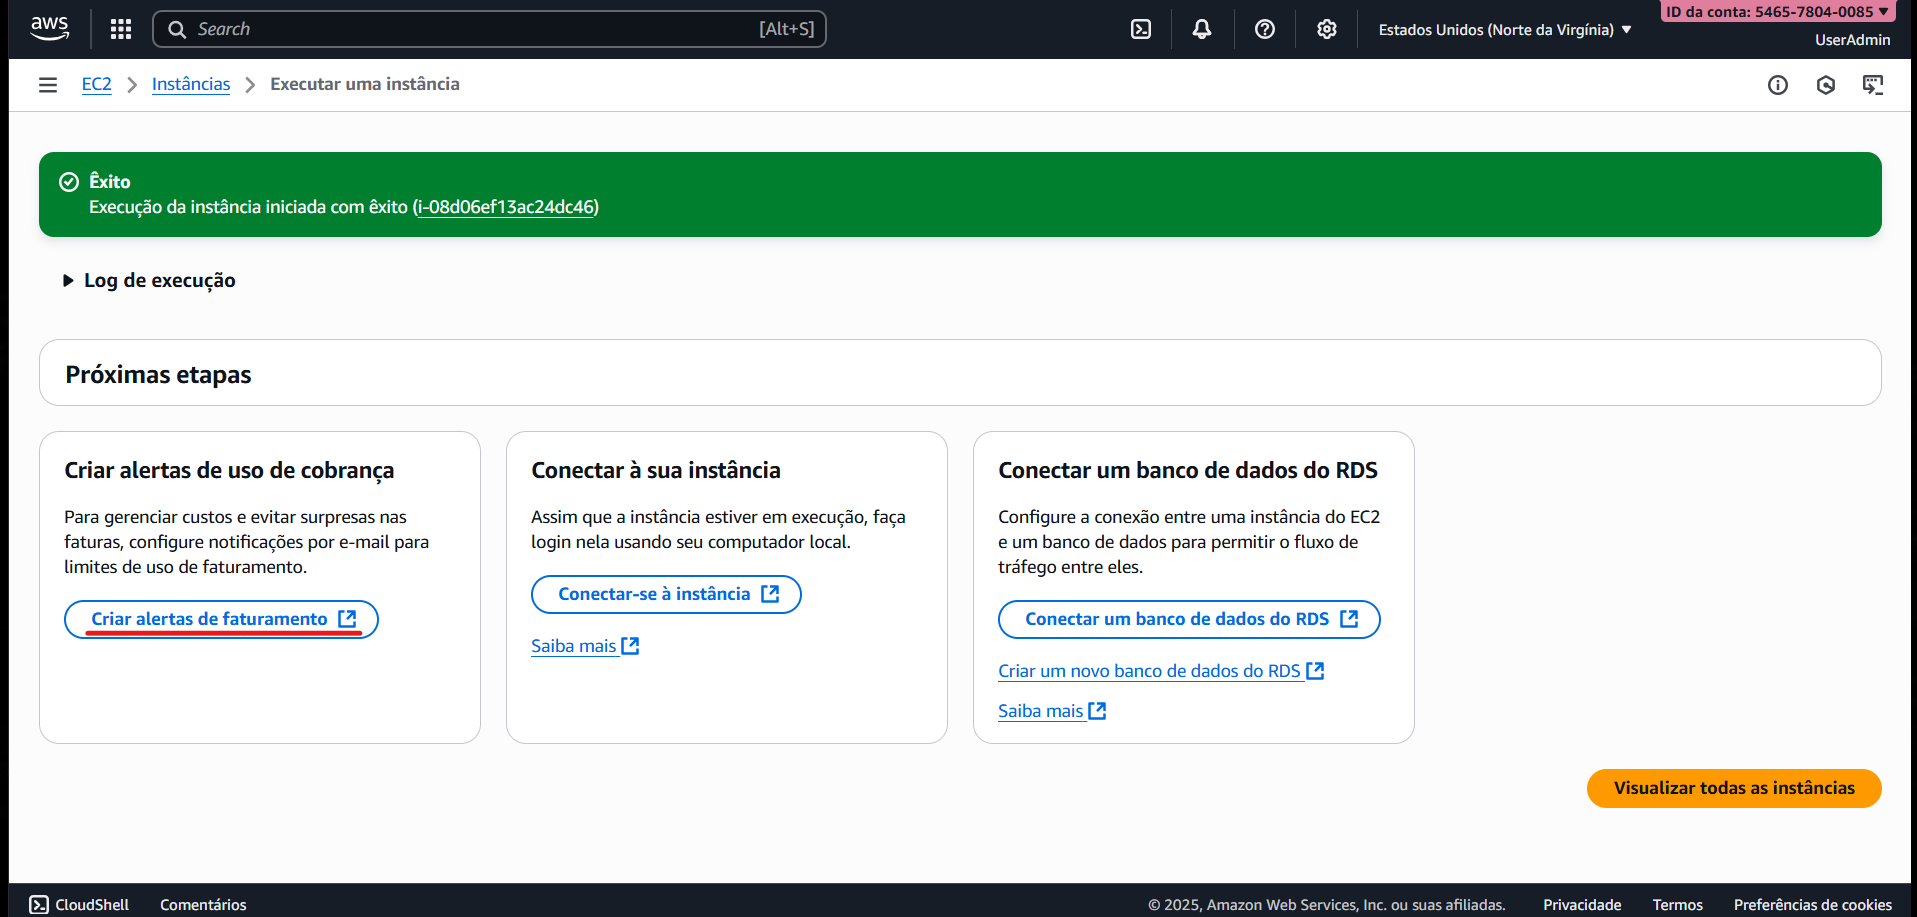 aws
Search
[Alt+S]
Estados Unidos (Norte da Virgínia)
ID da conta: 5465-7804-0085
UserAdmin
EC2
Instâncias
Executar uma instância
Êxito
Execução da instância iniciada com êxito (i-08d06ef13ac24dc46)
Log de execução
Próximas etapas
Criar alertas de uso de cobrança
Para gerenciar custos e evitar surpresas nas
faturas, configure notificações por e-mail para
limites de uso de faturamento.
Criar alertas de faturamento
Conectar à sua instância
Assim que a instância estiver em execução, faça
login nela usando seu computador local.
Conectar-se à instância
Saiba mais
Conectar um banco de dados do RDS
Configure a conexão entre uma instância do EC2
e um banco de dados para permitir o fluxo de
tráfego entre eles.
Conectar um banco de dados do RDS
Criar um novo banco de dados do RDS
Saiba mais
Visualizar todas as instâncias
CloudShell
Comentários
© 2025, Amazon Web Services, Inc. ou suas afiliadas.
Privacidade
Termos
Preferências de cookies